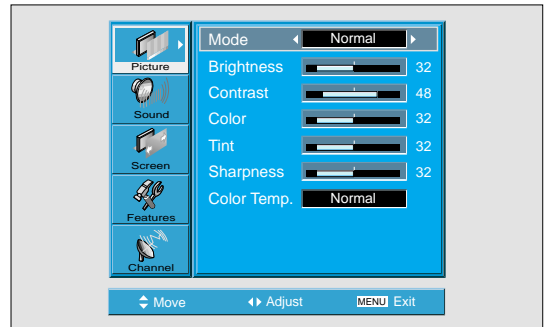 Picture
Sound
Screen
Features
Channel
Mode Normal
Brightness 32
Contrast 48
Color 32
Tint 32
Sharpness 32
Color Temp. Normal
Move Adjust MENU Exit